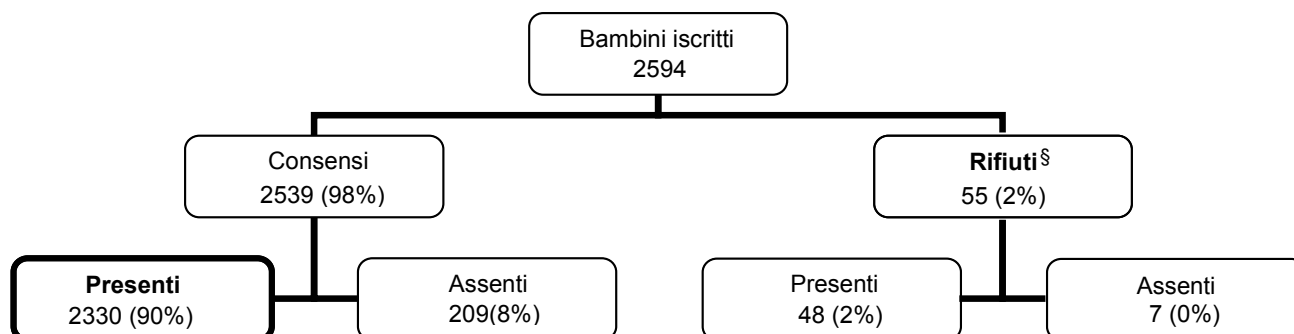 Bambini iscritti
2594
Consensi
2539 (98%)
Rifiuti§
55 (2%)
Presenti
2330 (90%)
Assenti
209(8%)
Presenti
48 (2%)
Assenti
7 (0%)